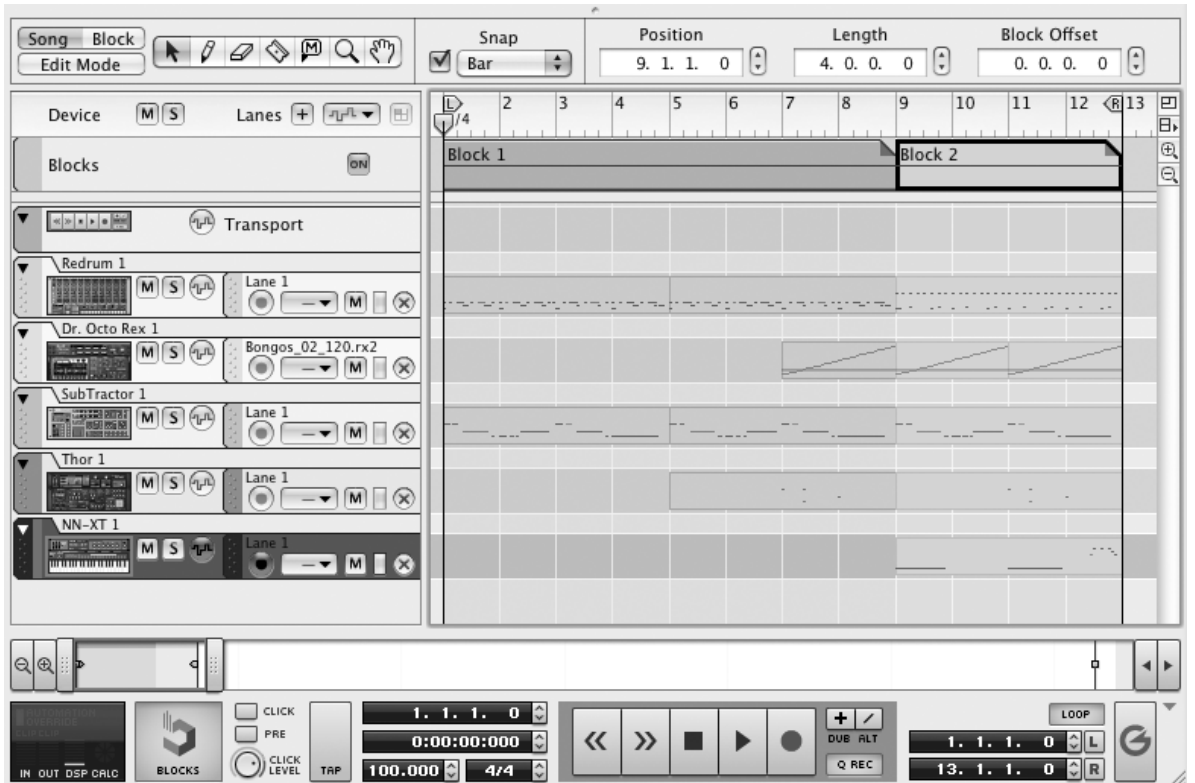 Song Block
Edit Mode
M
Snap
Bar
Position
9. 1. 1. 0
Length
4. 0. 0. 0
Block Offset
0. 0. 0. 0
Device M S Lanes +
L 2 3 4 5 6 7 8 9 10 11 12 R 13
/4
Blocks ON
Block 1 Block 2
Transport
Redrum 1
M S Lane 1
— M
Dr. Octo Rex 1
M S Bongos_02_120.rx2
— M
SubTractor 1
M S Lane 1
— M
Thor 1
M S Lane 1
— M
NN-XT 1
M S Lane 1
— M
AUTOMATION
OVERRIDE
IN OUT DSP CALC
BLOCKS
CLICK
PRE
CLICK
LEVEL
TAP
1. 1. 1. 0
0:00:00:000
100.000 4/4
+
DUB ALT
Q REC
LOOP
1. 1. 1. 0 L
13. 1. 1. 0 R